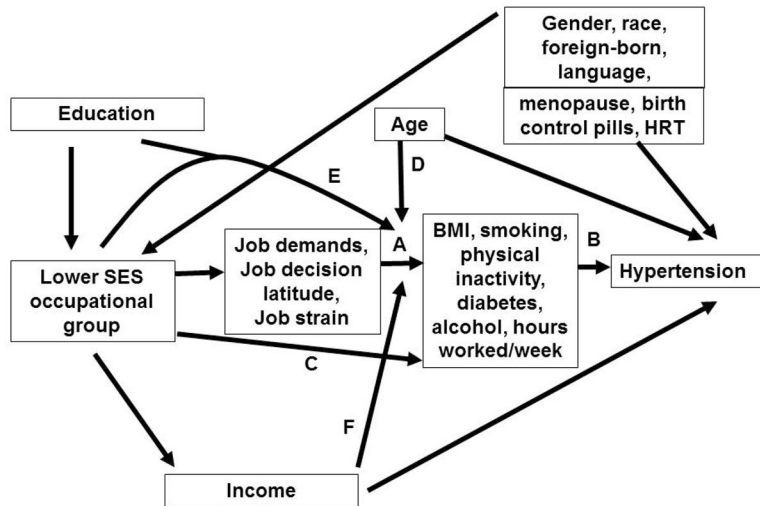 Gender, race,
foreign-born,
language,
menopause, birth
control pills, HRT
Education
Age
E
D
Job demands,
Job decision
latitude,
Job strain
A
BMI, smoking,
physical
inactivity,
diabetes,
alcohol, hours
worked/week
B
Hypertension
Lower SES
occupational
group
C
F
Income